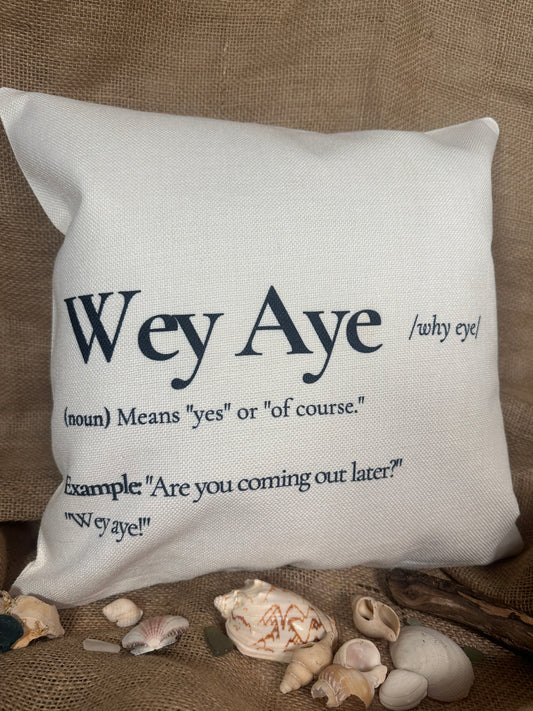 Wey Aye /why eye/
(noun) Means "yes" or "of course."
Example: "Are you coming out later?"
"Wey aye!"